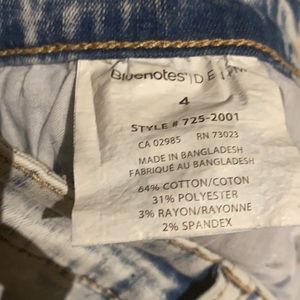 Bluenotes
4
STYLE # 725-2001
CA 02985 RN 73023
MADE IN BANGLADESH
FABRIQUÉ AU BANGLADESH
64% COTTON/COTON
31% POLYESTER
3% RAYON/RAYONNE
2% SPANDEX